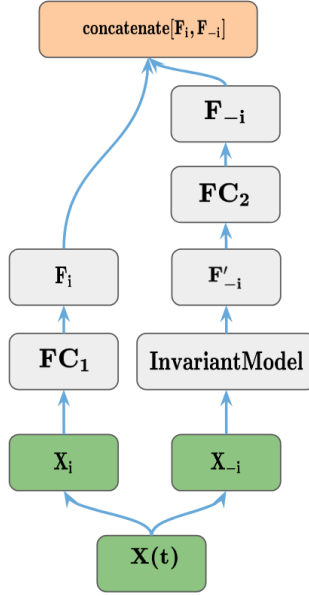 concatenate[F_i, F_{-i}]
F_{-i}
FC_2
F_i
F'_{-i}
FC_1
InvariantModel
X_i
X_{-i}
X(t)